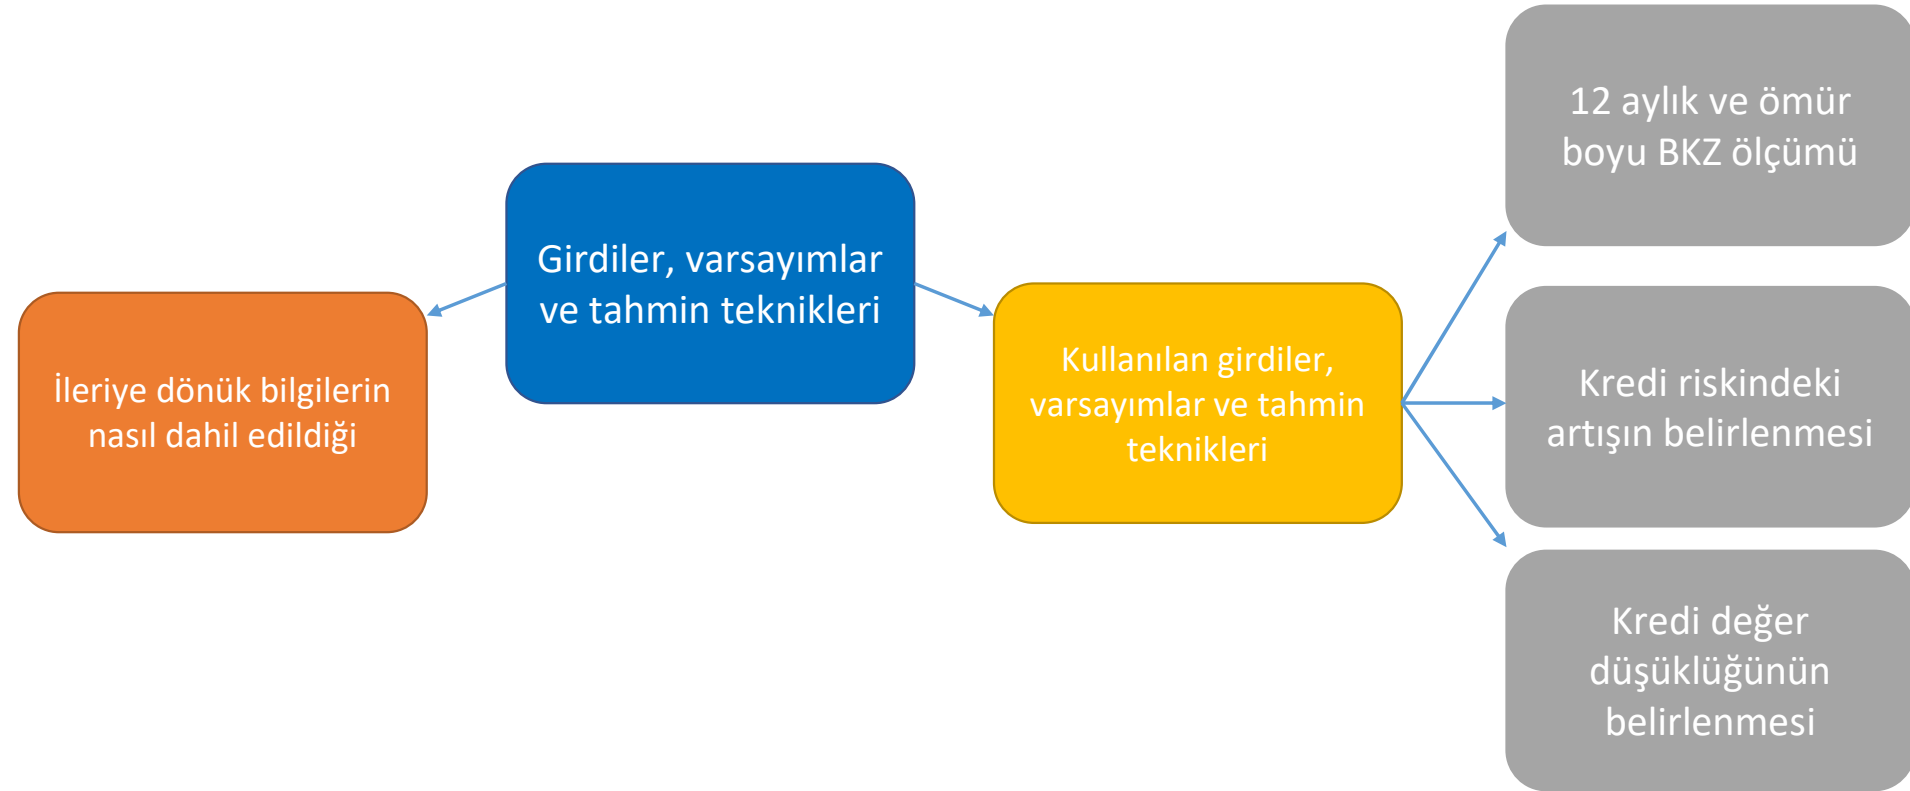 Girdiler, varsayımlar
ve tahmin teknikleri
İleriye dönük bilgilerin
nasıl dahil edildiği
Kullanılan girdiler,
varsayımlar ve tahmin
teknikleri
12 aylık ve ömür
boyu BKZ ölçümü
Kredi riskindeki
artışın belirlenmesi
Kredi değer
düşüklüğünün
belirlenmesi